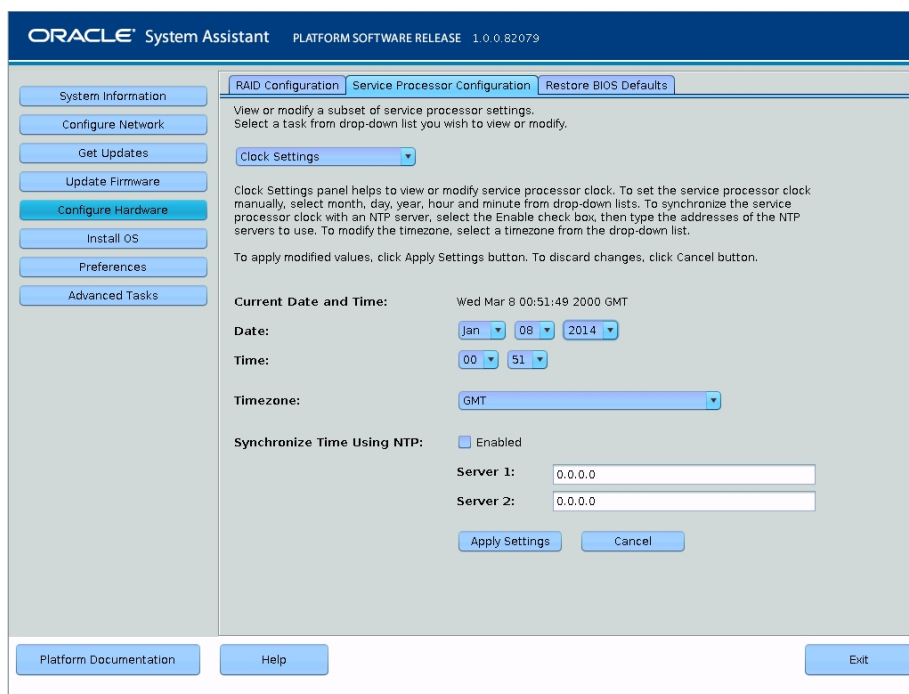 ORACLE® System Assistant PLATFORM SOFTWARE RELEASE 1.0.0.82079
System Information
Configure Network
Get Updates
Update Firmware
Configure Hardware
Install OS
Preferences
Advanced Tasks
RAID Configuration Service Processor Configuration Restore BIOS Defaults
View or modify a subset of service processor settings.
Select a task from drop-down list you wish to view or modify.
Clock Settings
Clock Settings panel helps to view or modify service processor clock. To set the service processor clock
manually, select month, day, year, hour and minute from drop-down lists. To synchronize the service
processor clock with an NTP server, select the Enable check box, then type the addresses of the NTP
servers to use. To modify the timezone, select a timezone from the drop-down list.
To apply modified values, click Apply Settings button. To discard changes, click Cancel button.
Current Date and Time: Wed Mar 8 00:51:49 2000 GMT
Date: Jan 08 2014
Time: 00 51
Timezone: GMT
Synchronize Time Using NTP: Enabled
Server 1: 0.0.0.0
Server 2: 0.0.0.0
Apply Settings Cancel
Platform Documentation Help Exit